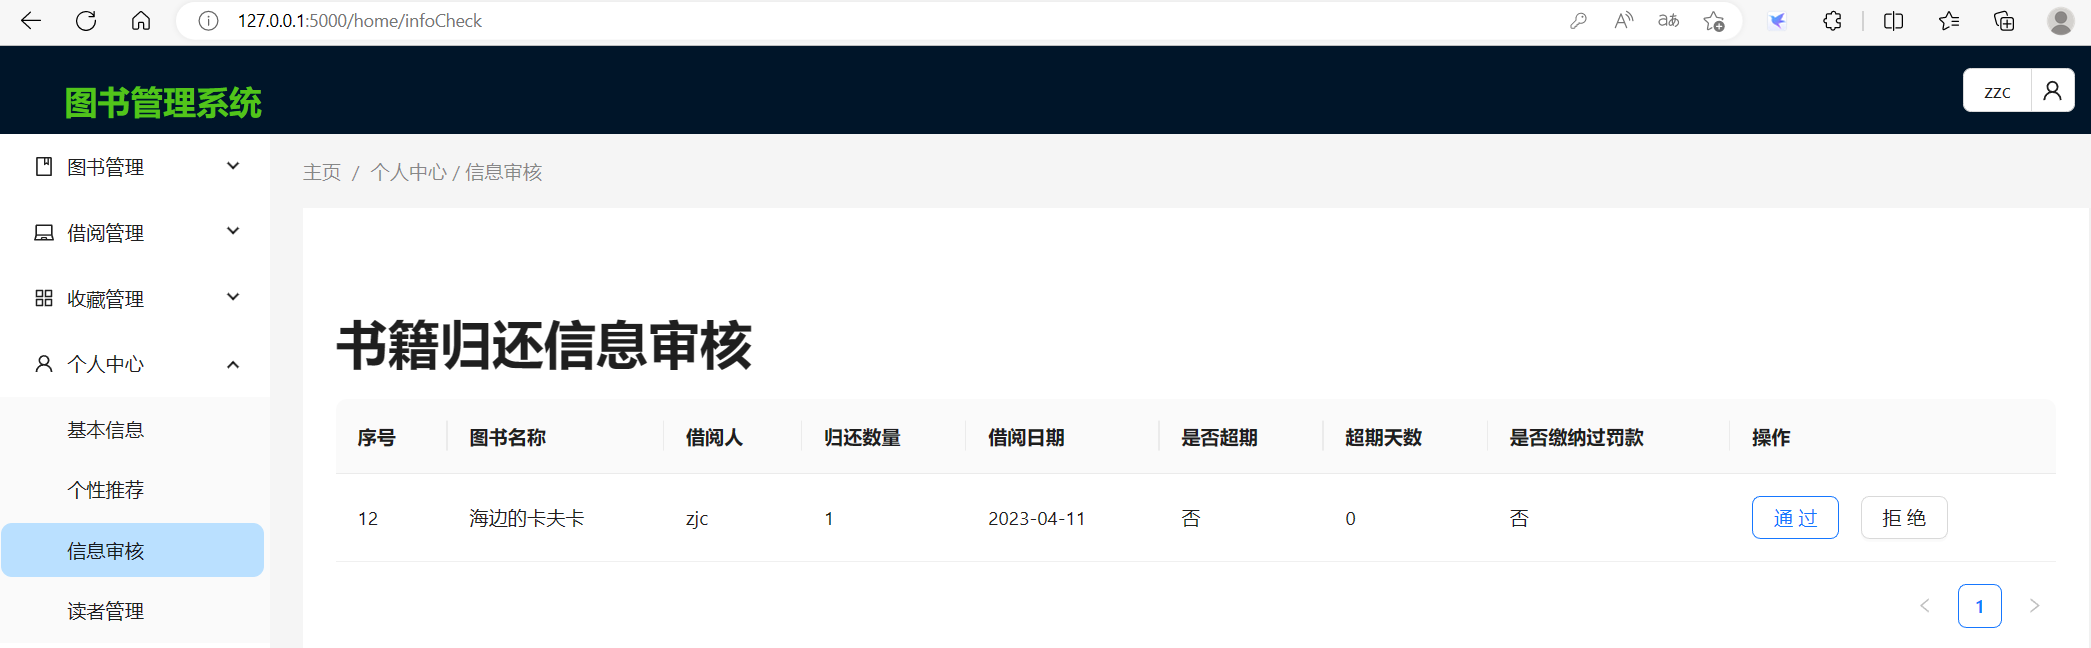 127.0.0.1:5000/home/infoCheck
图书管理系统
zzc
图书管理
借阅管理
收藏管理
个人中心
基本信息
个性推荐
信息审核
读者管理
主页 / 个人中心 / 信息审核
书籍归还信息审核
序号 图书名称 借阅人 归还数量 借阅日期 是否超期 超期天数 是否缴纳过罚款 操作
12 海边的卡夫卡 zjc 1 2023-04-11 否 0 否 通 过 拒 绝
1